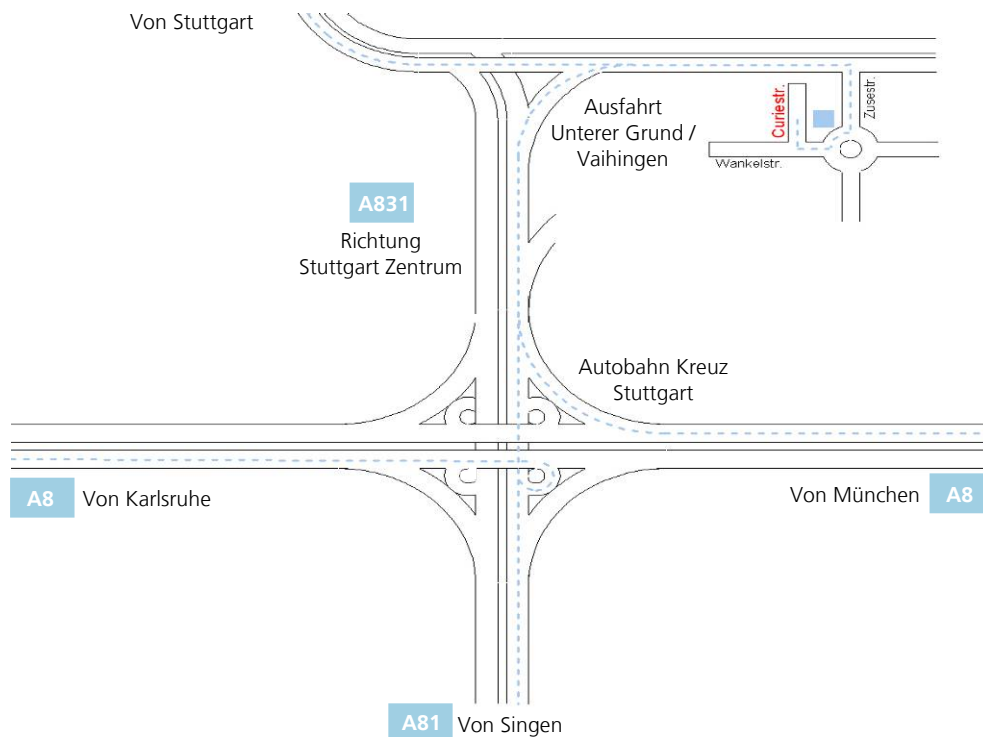 Von Stuttgart
Ausfahrt
Unterer Grund /
Vaihingen
Curiestr.
Zusestr.
Wankelstr.
A831
Richtung
Stuttgart Zentrum
Autobahn Kreuz
Stuttgart
A8 Von Karlsruhe
Von München A8
A81 Von Singen